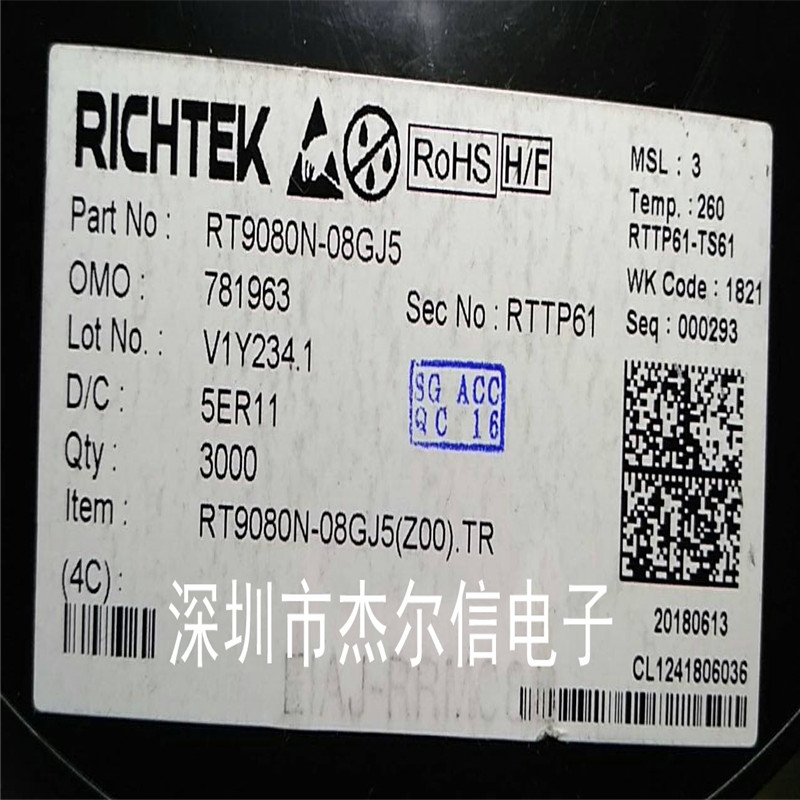 RICHTEK
RoHS
H/F
MSL : 3
Temp. : 260
RTTP61-TS61
WK Code : 1821
Seq : 000293
Part No : RT9080N-08GJ5
OMO : 781963
Sec No : RTTP61
Lot No. : V1Y234.1
D/C : 5ER11
SG ACC
QC 16
Qty : 3000
Item : RT9080N-08GJ5(Z00).TR
(4C) :
深圳市杰尔信电子
20180613
CL1241806036